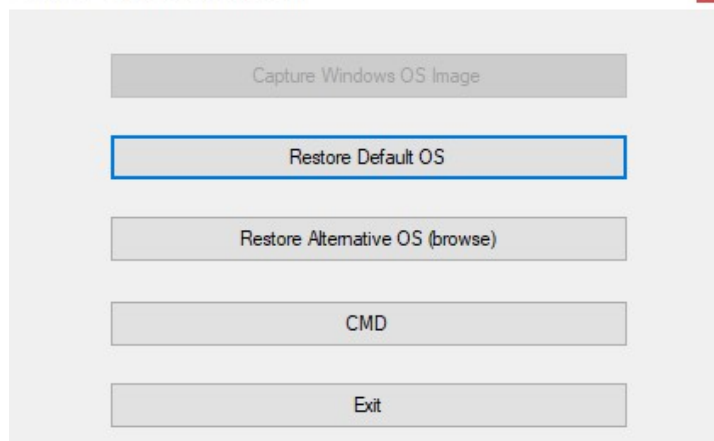 Capture Windows OS Image
Restore Default OS
Restore Alternative OS (browse)
CMD
Exit